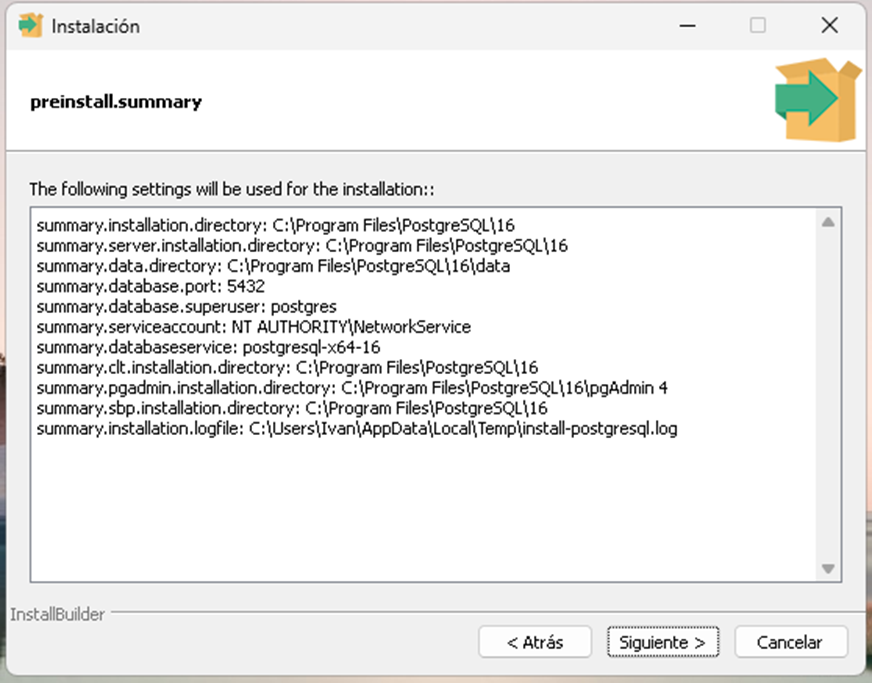 Instalación
preinstall.summary
The following settings will be used for the installation::
summary.installation.directory: C:\Program Files\PostgreSQL\16
summary.server.installation.directory: C:\Program Files\PostgreSQL\16
summary.data.directory: C:\Program Files\PostgreSQL\16\data
summary.database.port: 5432
summary.database.superuser: postgres
summary.serviceaccount: NT AUTHORITY\NetworkService
summary.databaseservice: postgresql-x64-16
summary.clt.installation.directory: C:\Program Files\PostgreSQL\16
summary.pgadmin.installation.directory: C:\Program Files\PostgreSQL\16\pgAdmin 4
summary.sbp.installation.directory: C:\Program Files\PostgreSQL\16
summary.installation.logfile: C:\Users\Ivan\AppData\Local\Temp\install-postgresql.log
InstallBuilder
< Atrás Siguiente > Cancelar